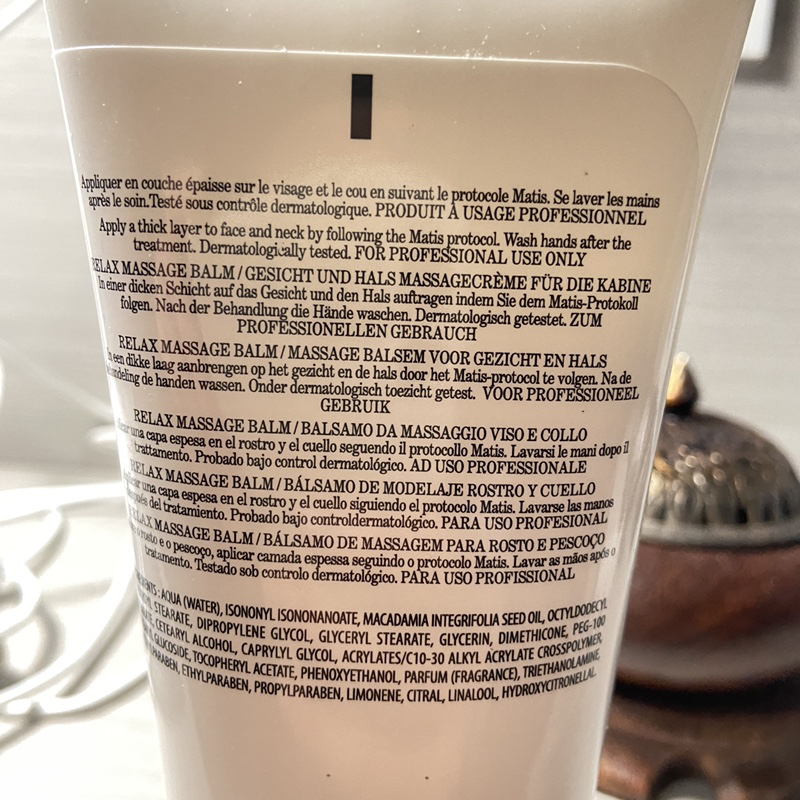 Appliquer en couche épaisse sur le visage et le cou en suivant le protocole Matis. Se laver les mains
après le soin.Testé sous contrôle dermatologique. PRODUIT À USAGE PROFESSIONNEL
Apply a thick layer to face and neck by following the Matis protocol. Wash hands after the
treatment. Dermatologically tested. FOR PROFESSIONAL USE ONLY
RELAX MASSAGE BALM / GESICHT UND HALS MASSAGECRÈME FÜR DIE KABINE
In einer dicken Schicht auf das Gesicht und den Hals auftragen indem Sie dem Matis-Protokoll
folgen. Nach der Behandlung die Hände waschen. Dermatologisch getestet. ZUM
PROFESSIONELLEN GEBRAUCH
RELAX MASSAGE BALM / MASSAGE BALSEM VOOR GEZICHT EN HALS
een dikke laag aanbrengen op het gezicht en de hals door het Matis-protocol te volgen. Na de
de handen wassen. Onder dermatologisch toezicht getest. VOOR PROFESSIONEEL
GEBRUIK
RELAX MASSAGE BALM / BALSAMO DA MASSAGGIO VISO E COLLO
una capa espesa en el rostro y el cuello seguendo il protocollo Matis. Lavarsi le mani dopo il
trattamento. Probado bajo control dermatológico. AD USO PROFESSIONALE
RELAX MASSAGE BALM / BÁLSAMO DE MODELAJE ROSTRO Y CUELLO
una capa espesa en el rostro y el cuello siguiendo el protocolo Matis. Lavarse las manos
después del tratamiento. Probado bajo controldermatológico. PARA USO PROFESIONAL
RELAX MASSAGE BALM / BÁLSAMO DE MASSAGEM PARA ROSTO E PESCOÇO
rosto e o pescoço, aplicar camada espessa seguindo o protocolo Matis. Lavar as mãos após o
tratamento. Testado sob controlo dermatológico. PARA USO PROFISSIONAL
AQUA (WATER), ISONONYL ISONONANOATE, MACADAMIA INTEGRIFOLIA SEED OIL, OCTYLDODECYL
STEARATE, DIPROPYLENE GLYCOL, GLYCERYL STEARATE, GLYCERIN, DIMETHICONE, PEG-100
CETEARYL ALCOHOL, CAPRYLYL GLYCOL, ACRYLATES/C10-30 ALKYL ACRYLATE CROSSPOLYMER,
GLUCOSIDE, TOCOPHERYL ACETATE, PHENOXYETHANOL, PARFUM (FRAGRANCE), TRIETHANOLAMINE,
ETHYLPARABEN, PROPYLPARABEN, LIMONENE, CITRAL, LINALOOL, HYDROXYCITRONELLAL.